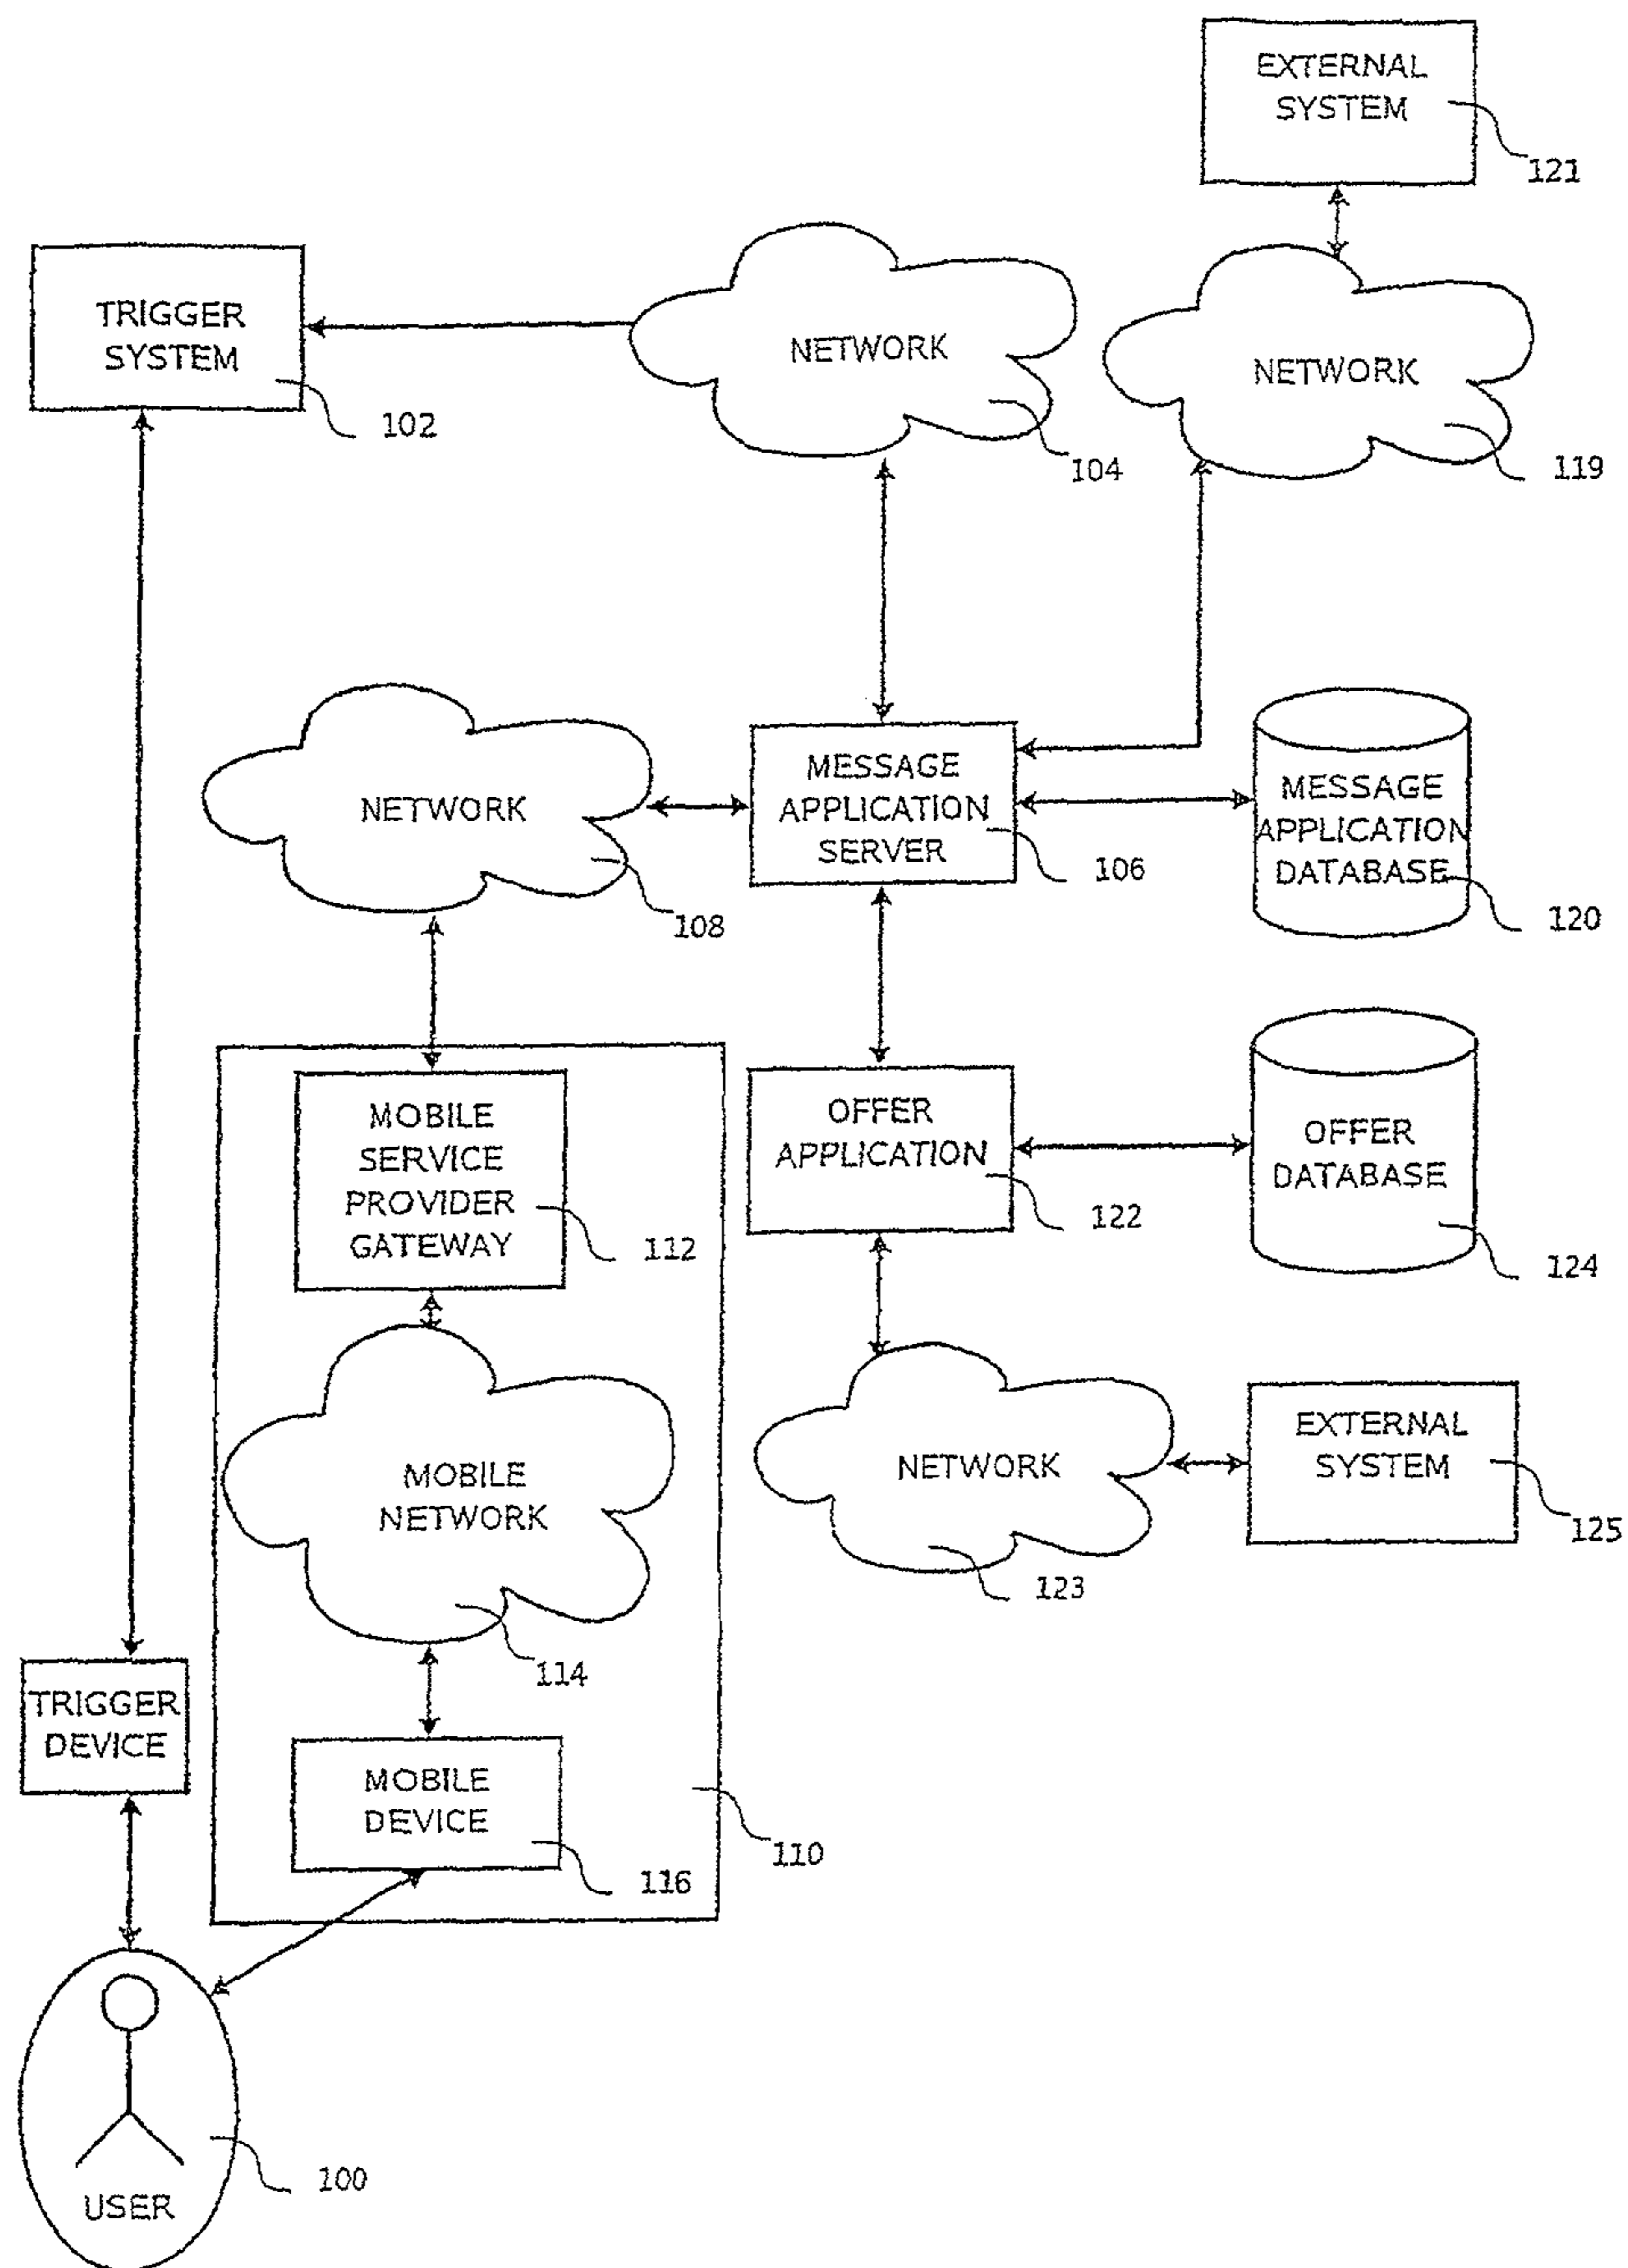 EXTERNAL
SYSTEM
121
TRIGGER
SYSTEM
102
NETWORK
104
NETWORK
119
NETWORK
108
MESSAGE
APPLICATION
SERVER
106
MESSAGE
APPLICATION
DATABASE
120
MOBILE
SERVICE
PROVIDER
GATEWAY
112
OFFER
APPLICATION
122
OFFER
DATABASE
124
MOBILE
NETWORK
114
NETWORK
123
EXTERNAL
SYSTEM
125
TRIGGER
DEVICE
MOBILE
DEVICE
116
110
USER
100